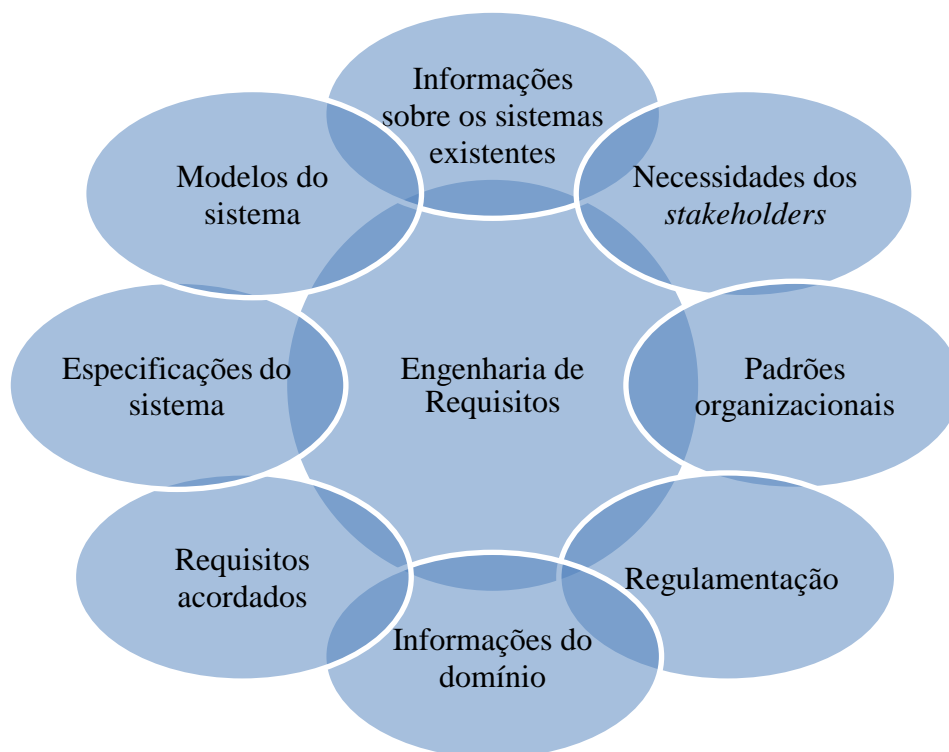 Informações
sobre os sistemas
existentes
Modelos do
sistema
Necessidades dos
stakeholders
Especificações do
sistema
Engenharia de
Requisitos
Padrões
organizacionais
Requisitos
acordados
Regulamentação
Informações do
domínio